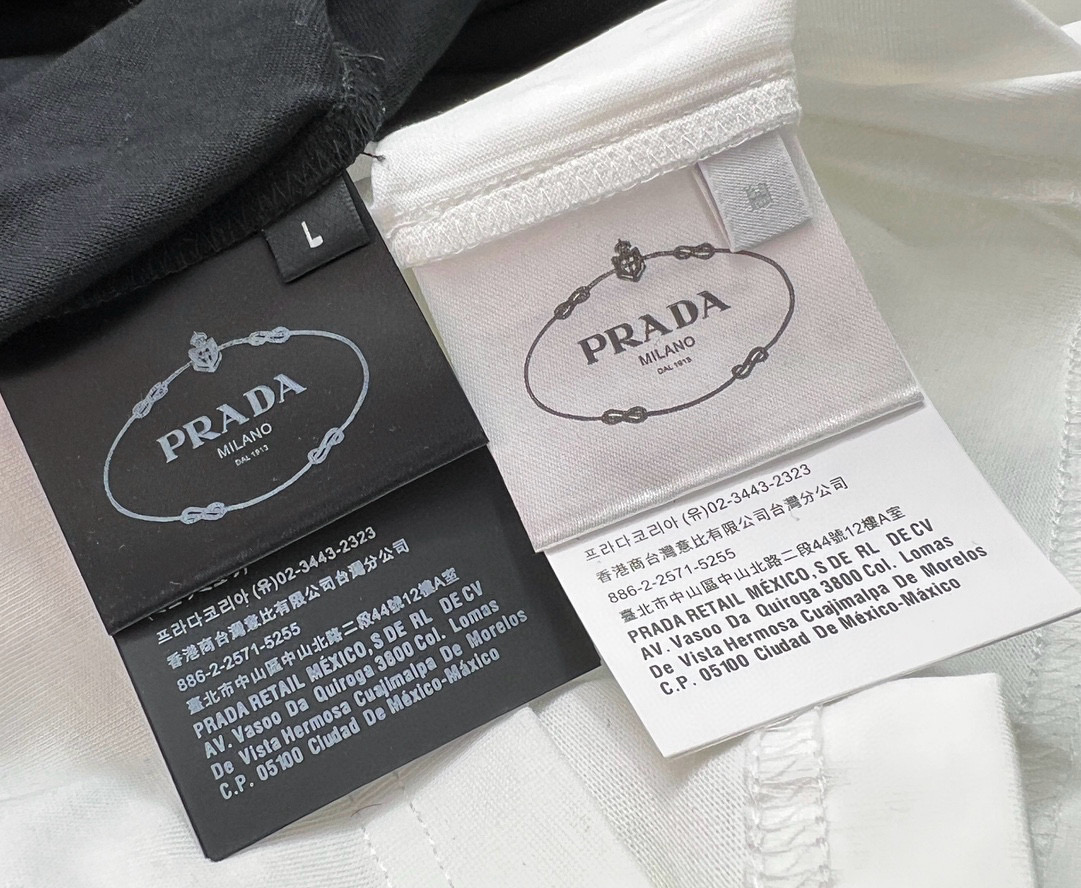 L
PRADA
MILANO
DAL 1913
프라다코리아 (유)02-3443-2323
香港商台灣意比有限公司台灣分公司
886-2-2571-5255
臺北市中山區中山北路二段44號12樓A室
PRADA RETAIL MÉXICO, S DE RL DE CV
AV. Vasoo Da Quiroga 3800 Col. Lomas
De Vista Hermosa Cuajimalpa De Morelos
C.P. 05100 Ciudad De México-Máxico
PRADA
MILANO
DAL 1913
프라다코리아 (유)02-3443-2323
香港商台灣意比有限公司台灣分公司
886-2-2571-5255
臺北市中山區中山北路二段44號12樓A室
PRADA RETAIL MÉXICO, S DE RL DE CV
AV. Vasoo Da Quiroga 3800 Col. Lomas
De Vista Hermosa Cuajimalpa De Morelos
C.P. 05100 Ciudad De México-Máxico